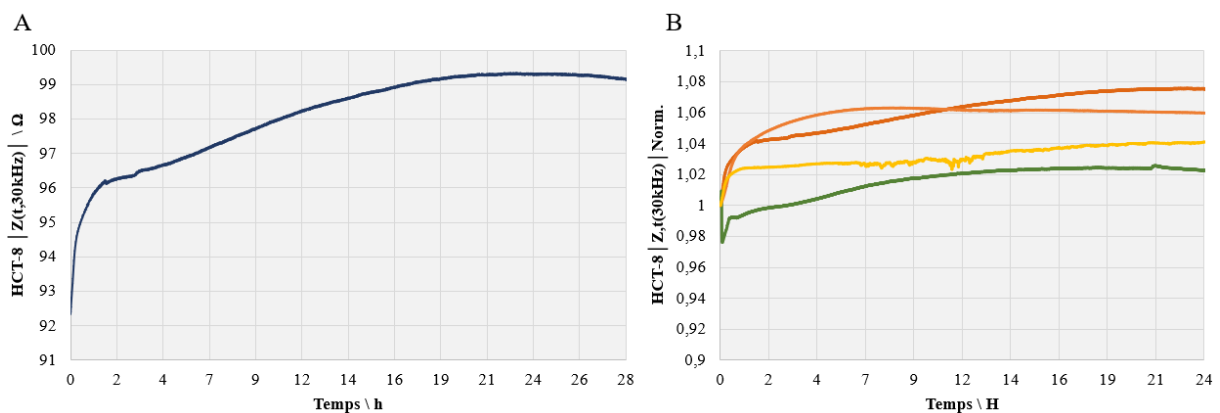 A
HCT-8 | Z(t,30kHz)| \ Ω
100
99
98
97
96
95
94
93
92
91
0 2 4 7 9 12 14 16 19 21 24 26 28
Temps \ h
B
HCT-8 | Z,t(30kHz)| Norm.
1,1
1,08
1,06
1,04
1,02
1
0,98
0,96
0,94
0,92
0,9
0 2 4 7 9 12 14 16 19 21 24
Temps \ H